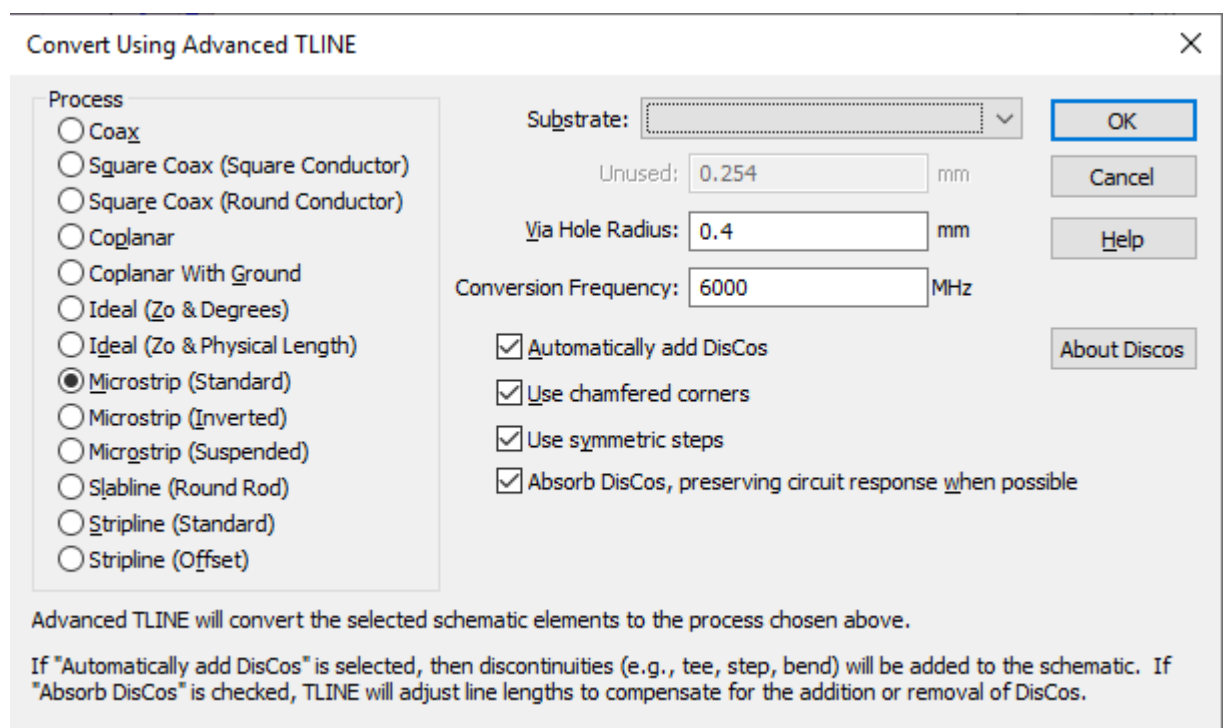 Convert Using Advanced TLINE
Process
Coax
Square Coax (Square Conductor)
Square Coax (Round Conductor)
Coplanar
Coplanar With Ground
Ideal (Zo & Degrees)
Ideal (Zo & Physical Length)
Microstrip (Standard)
Microstrip (Inverted)
Microstrip (Suspended)
Slabline (Round Rod)
Stripline (Standard)
Stripline (Offset)
Substrate:
OK
Unused: 0.254 mm
Cancel
Via Hole Radius: 0.4 mm
Help
Conversion Frequency: 6000 MHz
Automatically add DisCos
About Discos
Use chamfered corners
Use symmetric steps
Absorb DisCos, preserving circuit response when possible
Advanced TLINE will convert the selected schematic elements to the process chosen above.
If "Automatically add DisCos" is selected, then discontinuities (e.g., tee, step, bend) will be added to the schematic. If
"Absorb DisCos" is checked, TLINE will adjust line lengths to compensate for the addition or removal of DisCos.